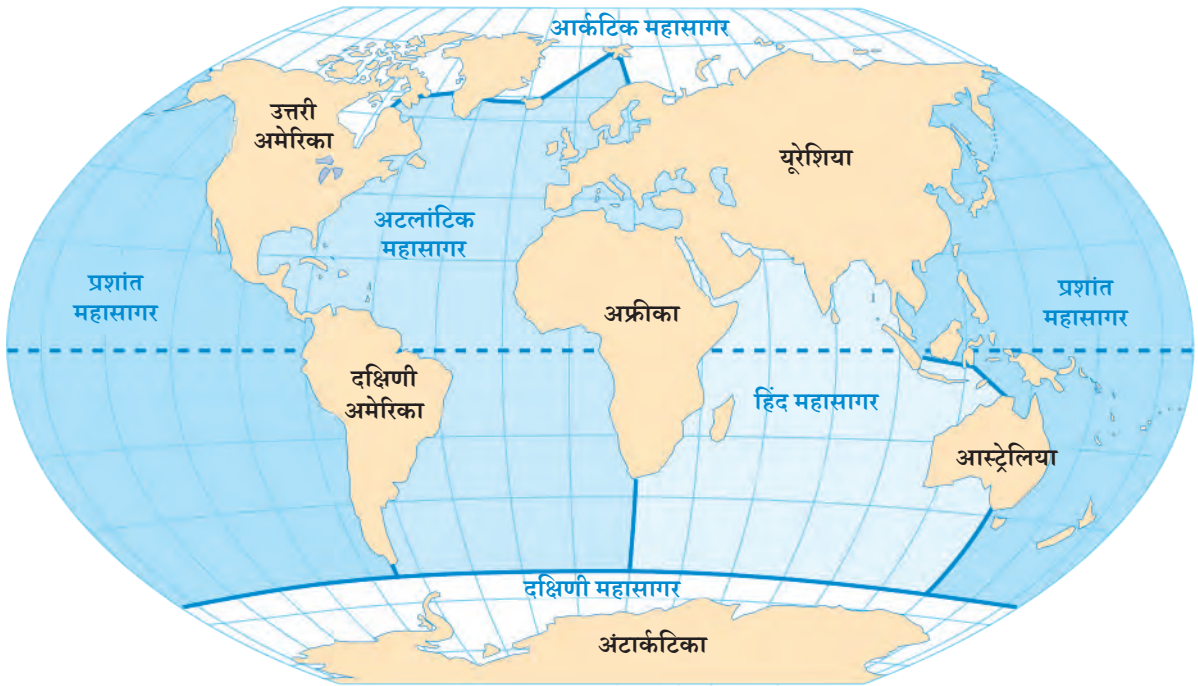 आर्कटिक महासागर
उत्तरी
अमेरिका
यूरेशिया
अटलांटिक
महासागर
प्रशांत
महासागर
अफ्रीका
प्रशांत
महासागर
दक्षिणी
अमेरिका
हिंद महासागर
आस्ट्रेलिया
दक्षिणी महासागर
अंटार्कटिका